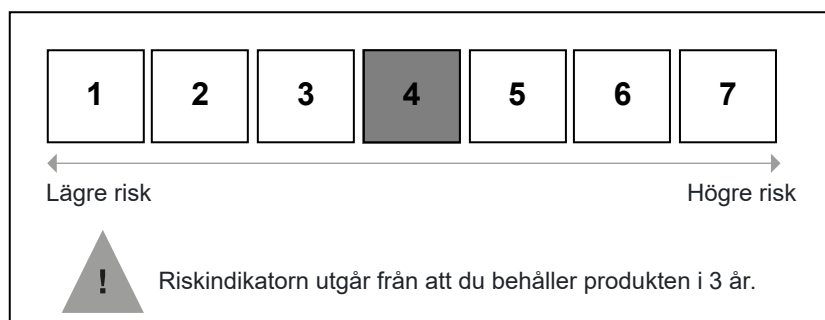 1 2 3 4 5 6 7
Lägre risk Högre risk
! Riskindikatorn utgår från att du behåller produkten i 3 år.